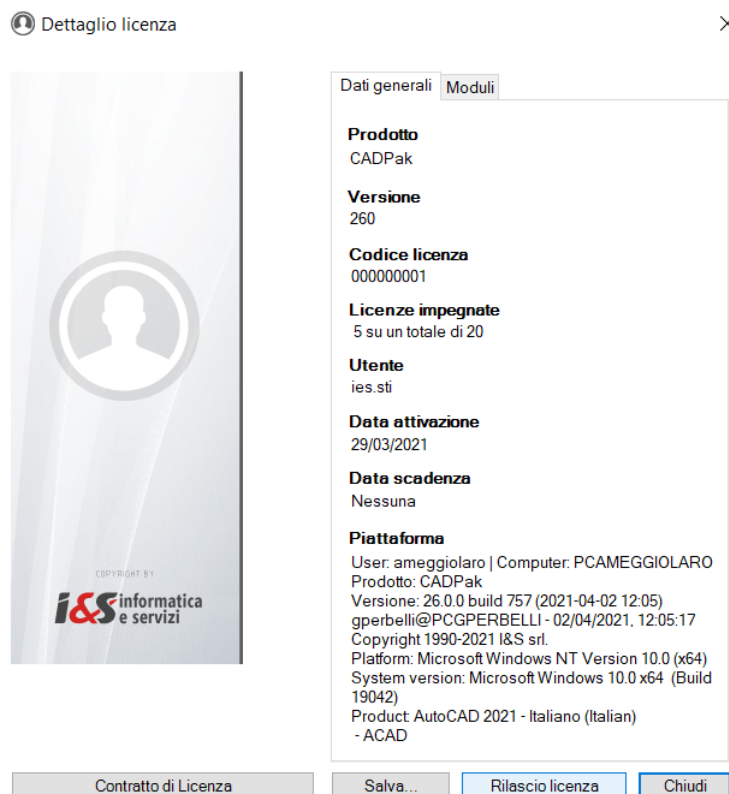 Dettaglio licenza
Dati generali
Moduli
Prodotto
CADPak
Versione
260
Codice licenza
000000001
Licenze impegnate
5 su un totale di 20
Utente
ies.sti
Data attivazione
29/03/2021
Data scadenza
Nessuna
Piattaforma
User: ameggiolaro | Computer: PCAMEGGIOLARO
Prodotto: CADPak
Versione: 26.0.0 build 757 (2021-04-02 12:05)
gperbelli@PCGPERBELLI - 02/04/2021, 12:05:17
Copyright 1990-2021 I&S srl.
Platform: Microsoft Windows NT Version 10.0 (x64)
System version: Microsoft Windows 10.0 x64  (Build
19042)
Product: AutoCAD 2021 - Italiano (Italian)
- ACAD
COPYRIGHT BY
i&S informatica
e servizi
Contratto di Licenza
Salva...
Rilascio licenza
Chiudi